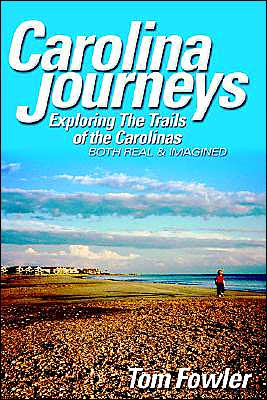 Carolina
Journeys
Exploring The Trails
of the Carolinas
BOTH REAL & IMAGINED
Tom Fowler